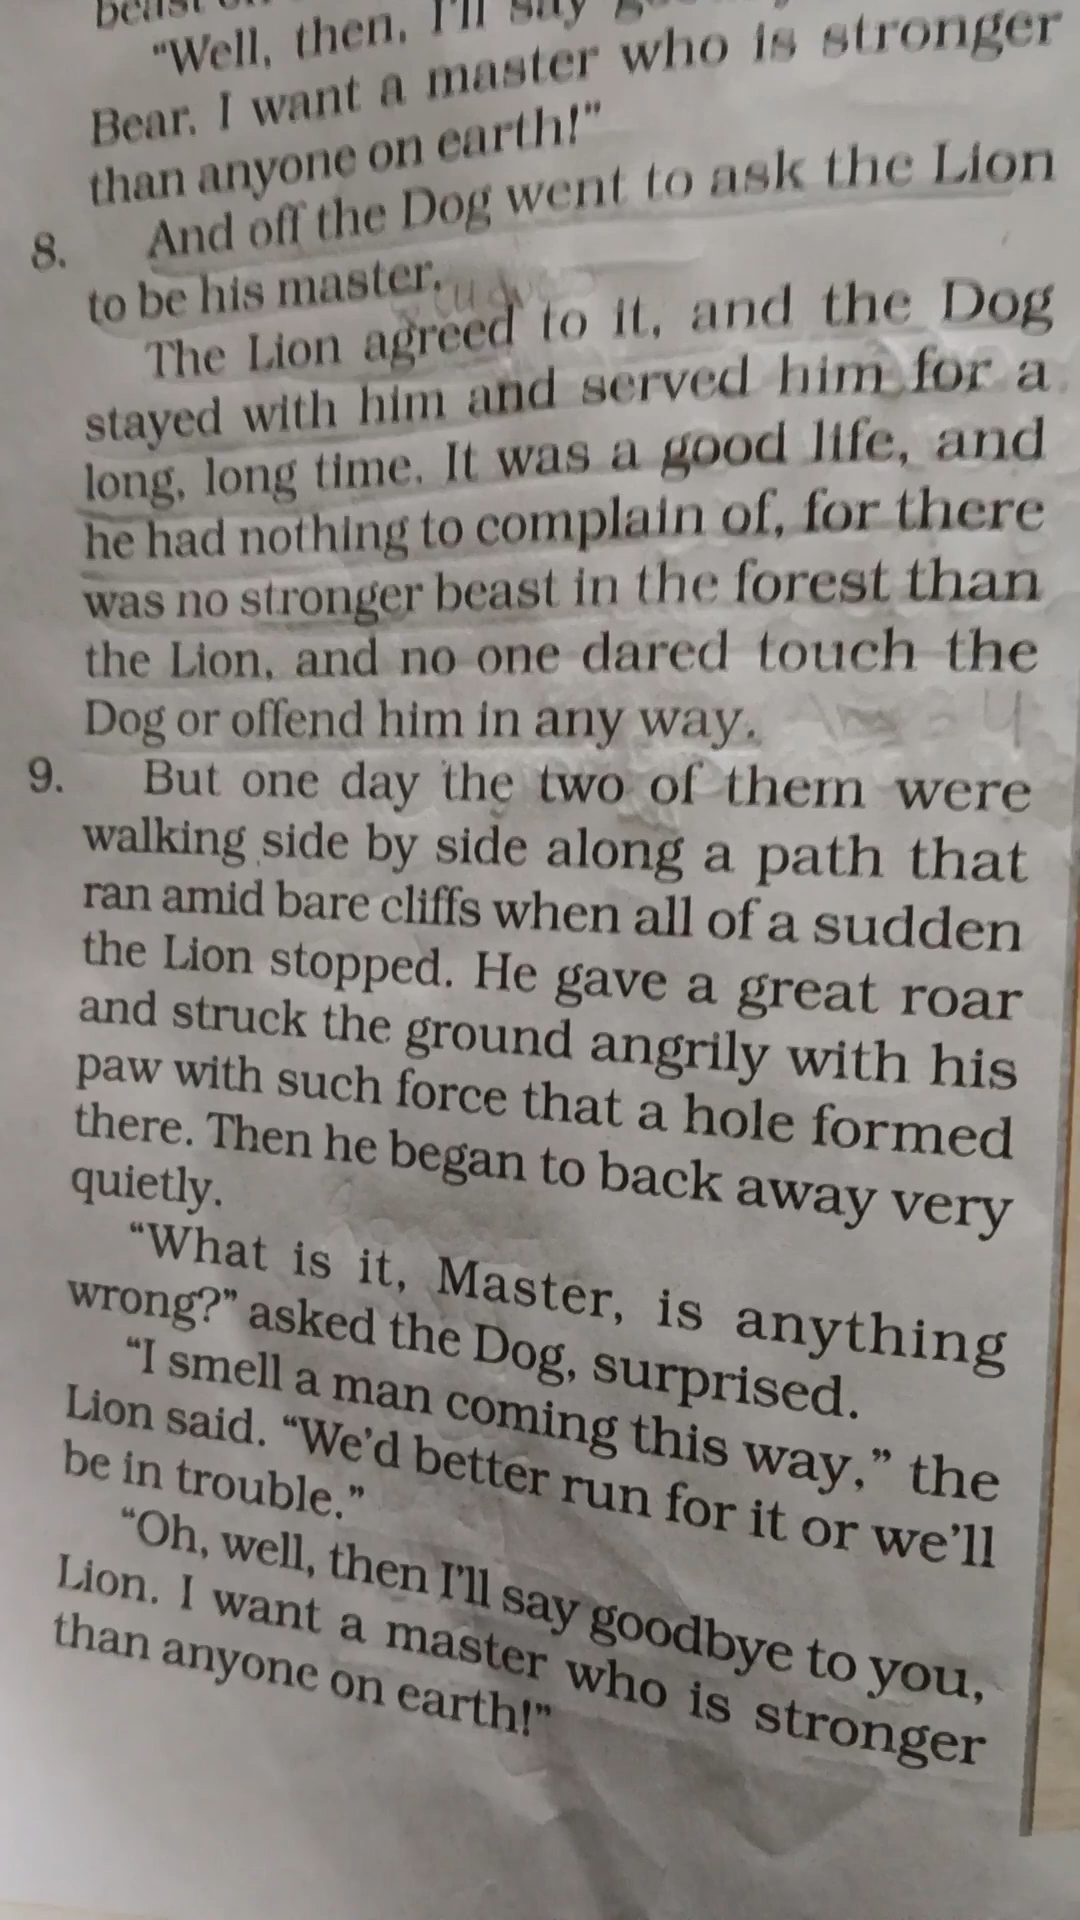 "Well, then, I'll say
Bear. I want a master who is stronger
than anyone on earth!"
8. And off the Dog went to ask the Lion
to be his master.
The Lion agreed to it, and the Dog
stayed with him and served him for a
long, long time. It was a good life, and
he had nothing to complain of, for there
was no stronger beast in the forest than
the Lion, and no one dared touch the
Dog or offend him in any way.
9. But one day the two of them were
walking side by side along a path that
ran amid bare cliffs when all of a sudden
the Lion stopped. He gave a great roar
and struck the ground angrily with his
paw with such force that a hole formed
there. Then he began to back away very
quietly.
"What is it, Master, is anything
wrong?" asked the Dog, surprised.
"I smell a man coming this way," the
Lion said. "We'd better run for it or we'll
be in trouble."
"Oh, well, then I'll say goodbye to you,
Lion. I want a master who is stronger
than anyone on earth!"